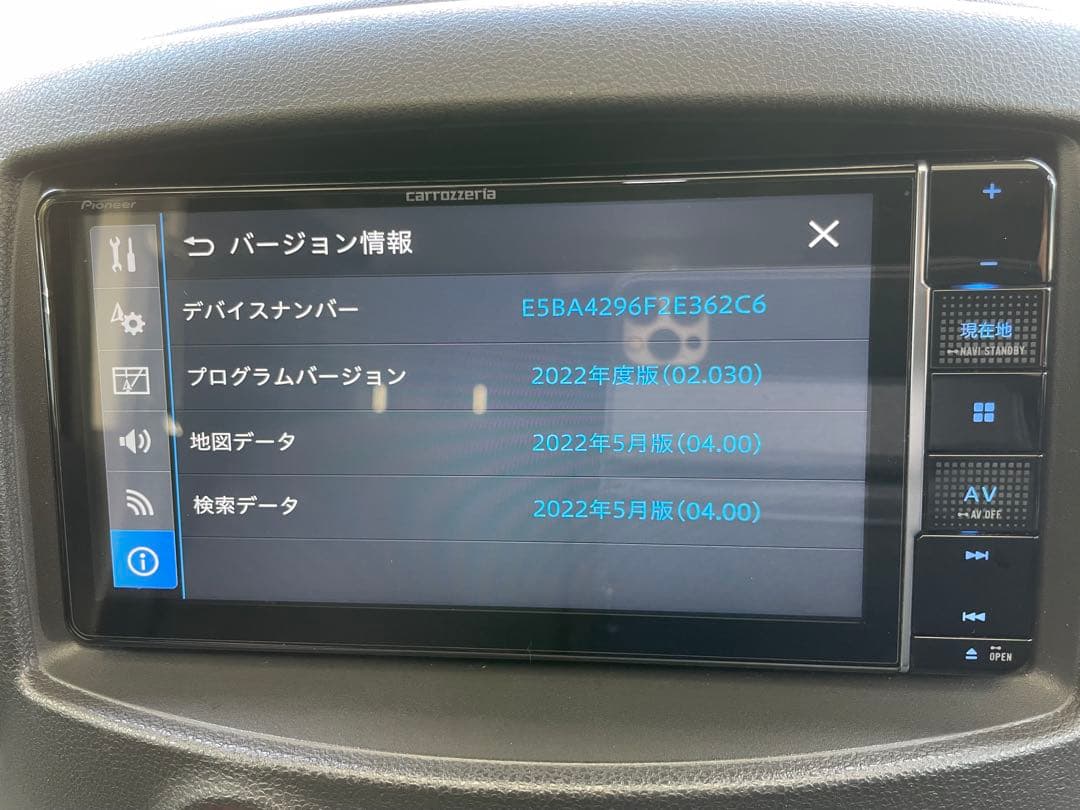 Pioneer
carrozzeria
バージョン情報
デバイスナンバー E5BA4296F2E362C6
プログラムバージョン 2022年度版(02.030)
地図データ 2022年5月版(04.00)
検索データ 2022年5月版(04.00)
現在地
NAVI STANDBY
AV
AV OFF
OPEN